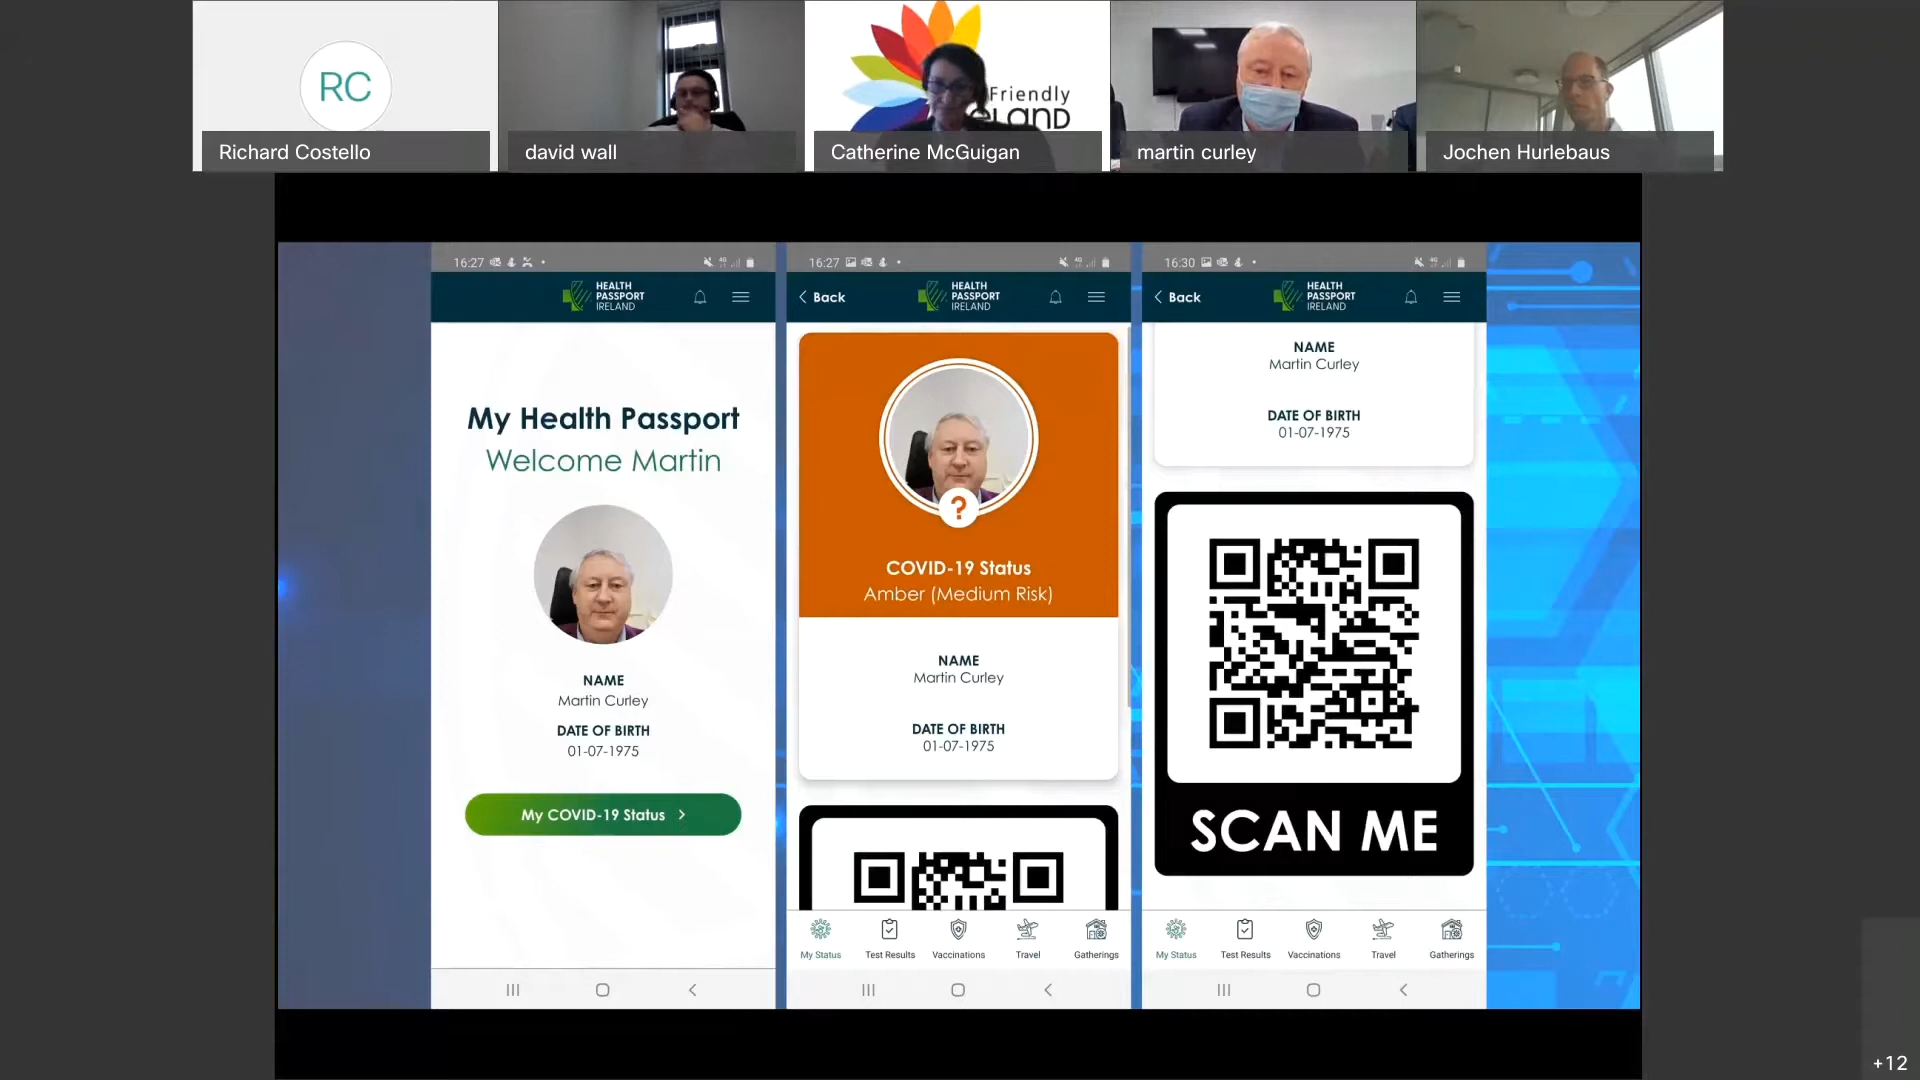 RC
Richard Costello
david wall
Friendly
Catherine McGuigan
martin curley
Jochen Hurlebaus
16:27
HEALTH
PASSPORT
IRELAND
My Health Passport
Welcome Martin
NAME
Martin Curley
DATE OF BIRTH
01-07-1975
My COVID-19 Status
16:27
4G
Back
HEALTH
PASSPORT
IRELAND
?
COVID-19 Status
Amber (Medium Risk)
NAME
Martin Curley
DATE OF BIRTH
01-07-1975
My Status Test Results Vaccinations Travel Gatherings
16:30
4G
Back
HEALTH
PASSPORT
IRELAND
NAME
Martin Curley
DATE OF BIRTH
01-07-1975
SCAN ME
My Status Test Results Vaccinations Travel Gatherings
+12